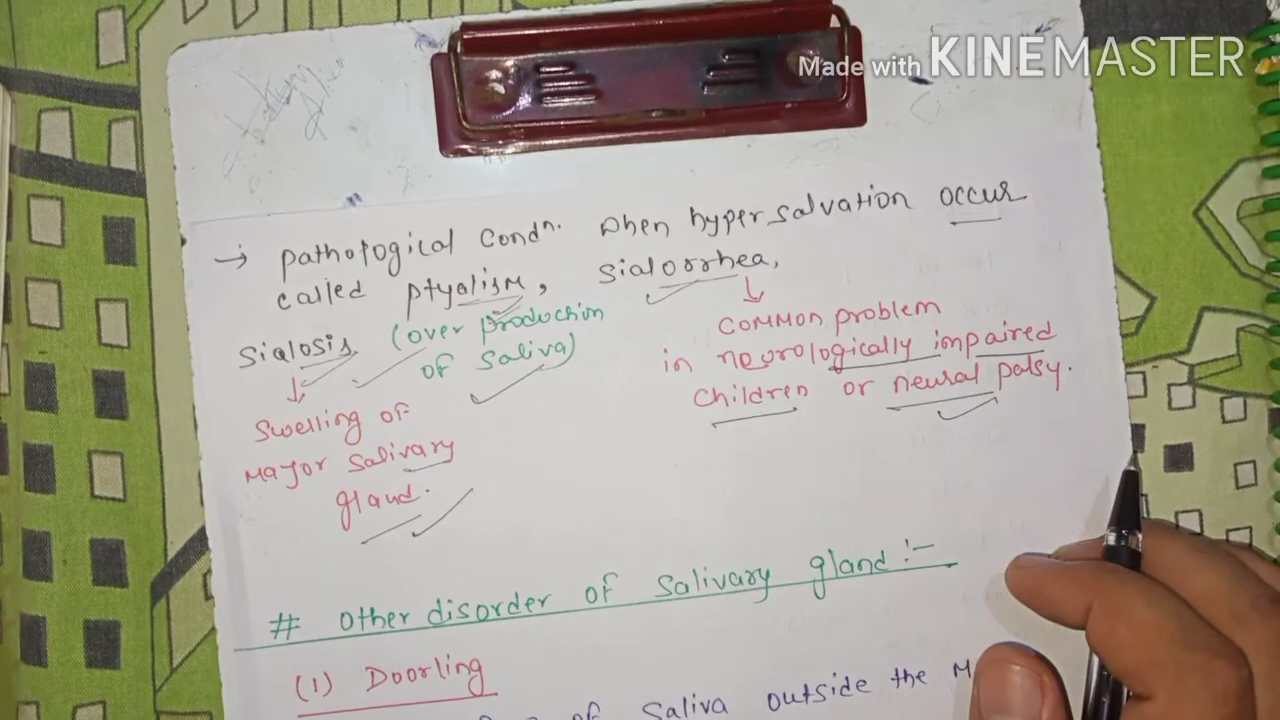 Made with KINEMASTER
→ pathological condn. when hypersalvation occur
called ptyalism, sialorrhea,
sialosis (over production
of saliva)
↓
swelling of
major salivary
gland.
↓
common problem
in neurologically impaired
children or neural palsy.
# other disorder of salivary gland :-
(1) Doorling
of saliva outside the M